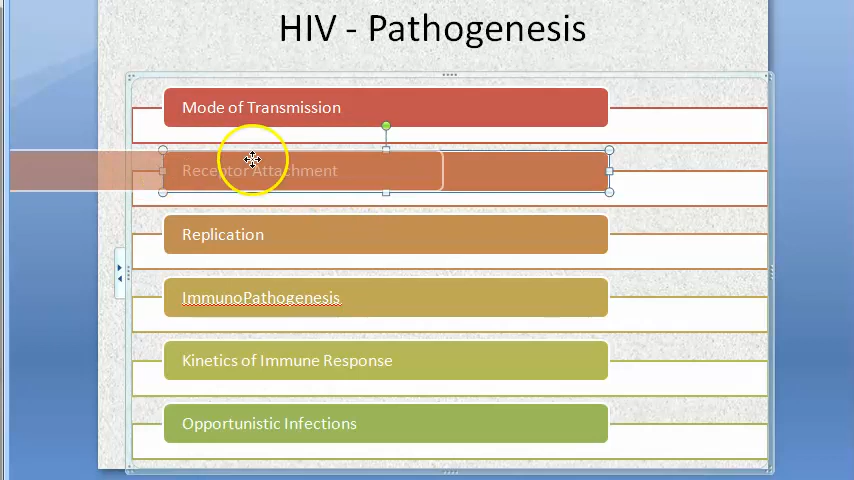 HIV - Pathogenesis
Mode of Transmission
Receptor Attachment
Replication
ImmunoPathogenesis
Kinetics of Immune Response
Opportunistic Infections